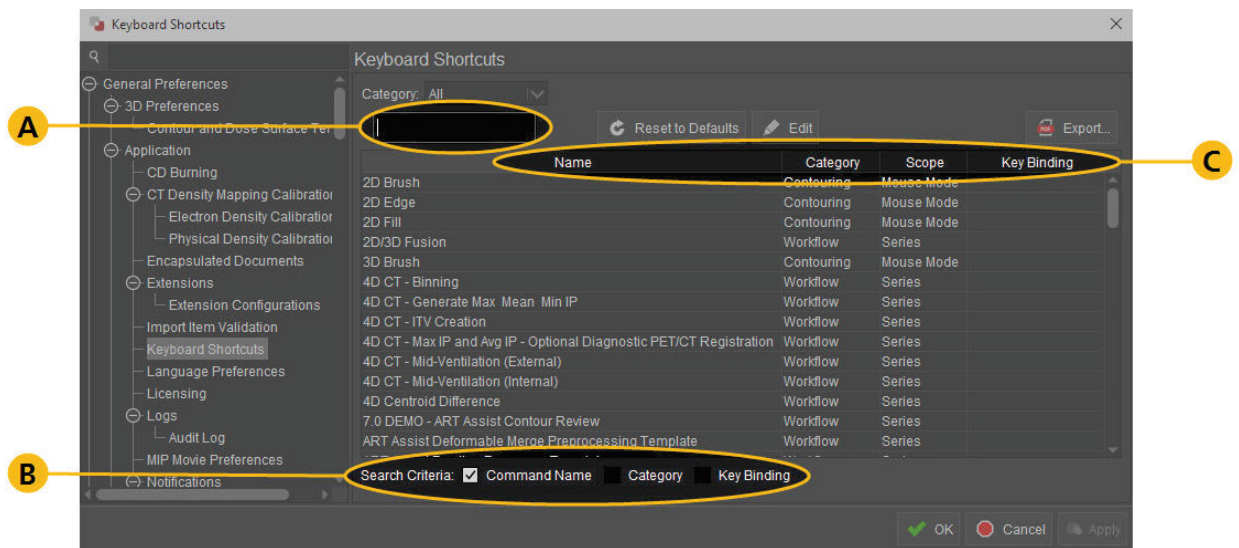 Keyboard Shortcuts
Keyboard Shortcuts
General Preferences
3D Preferences
Contour and Dose Surface Ter
Application
CD Burning
CT Density Mapping Calibration
Electron Density Calibration
Physical Density Calibration
Encapsulated Documents
Extensions
Extension Configurations
Import Item Validation
Keyboard Shortcuts
Language Preferences
Licensing
Logs
Audit Log
MIP Movie Preferences
Notifications
Category: All
A
Reset to Defaults Edit Export...
Name Category Scope Key Binding
C
2D Brush Contouring Mouse Mode
2D Edge Contouring Mouse Mode
2D Fill Contouring Mouse Mode
2D/3D Fusion Workflow Series
3D Brush Contouring Mouse Mode
4D CT - Binning Workflow Series
4D CT - Generate Max Mean Min IP Workflow Series
4D CT - ITV Creation Workflow Series
4D CT - Max IP and Avg IP - Optional Diagnostic PET/CT Registration Workflow Series
4D CT - Mid-Ventilation (External) Workflow Series
4D CT - Mid-Ventilation (Internal) Workflow Series
4D Centroid Difference Workflow Series
7.0 DEMO - ART Assist Contour Review Workflow Series
ART Assist Deformable Merge Preprocessing Template Workflow Series
B
Search Criteria: Command Name Category Key Binding
OK Cancel Apply